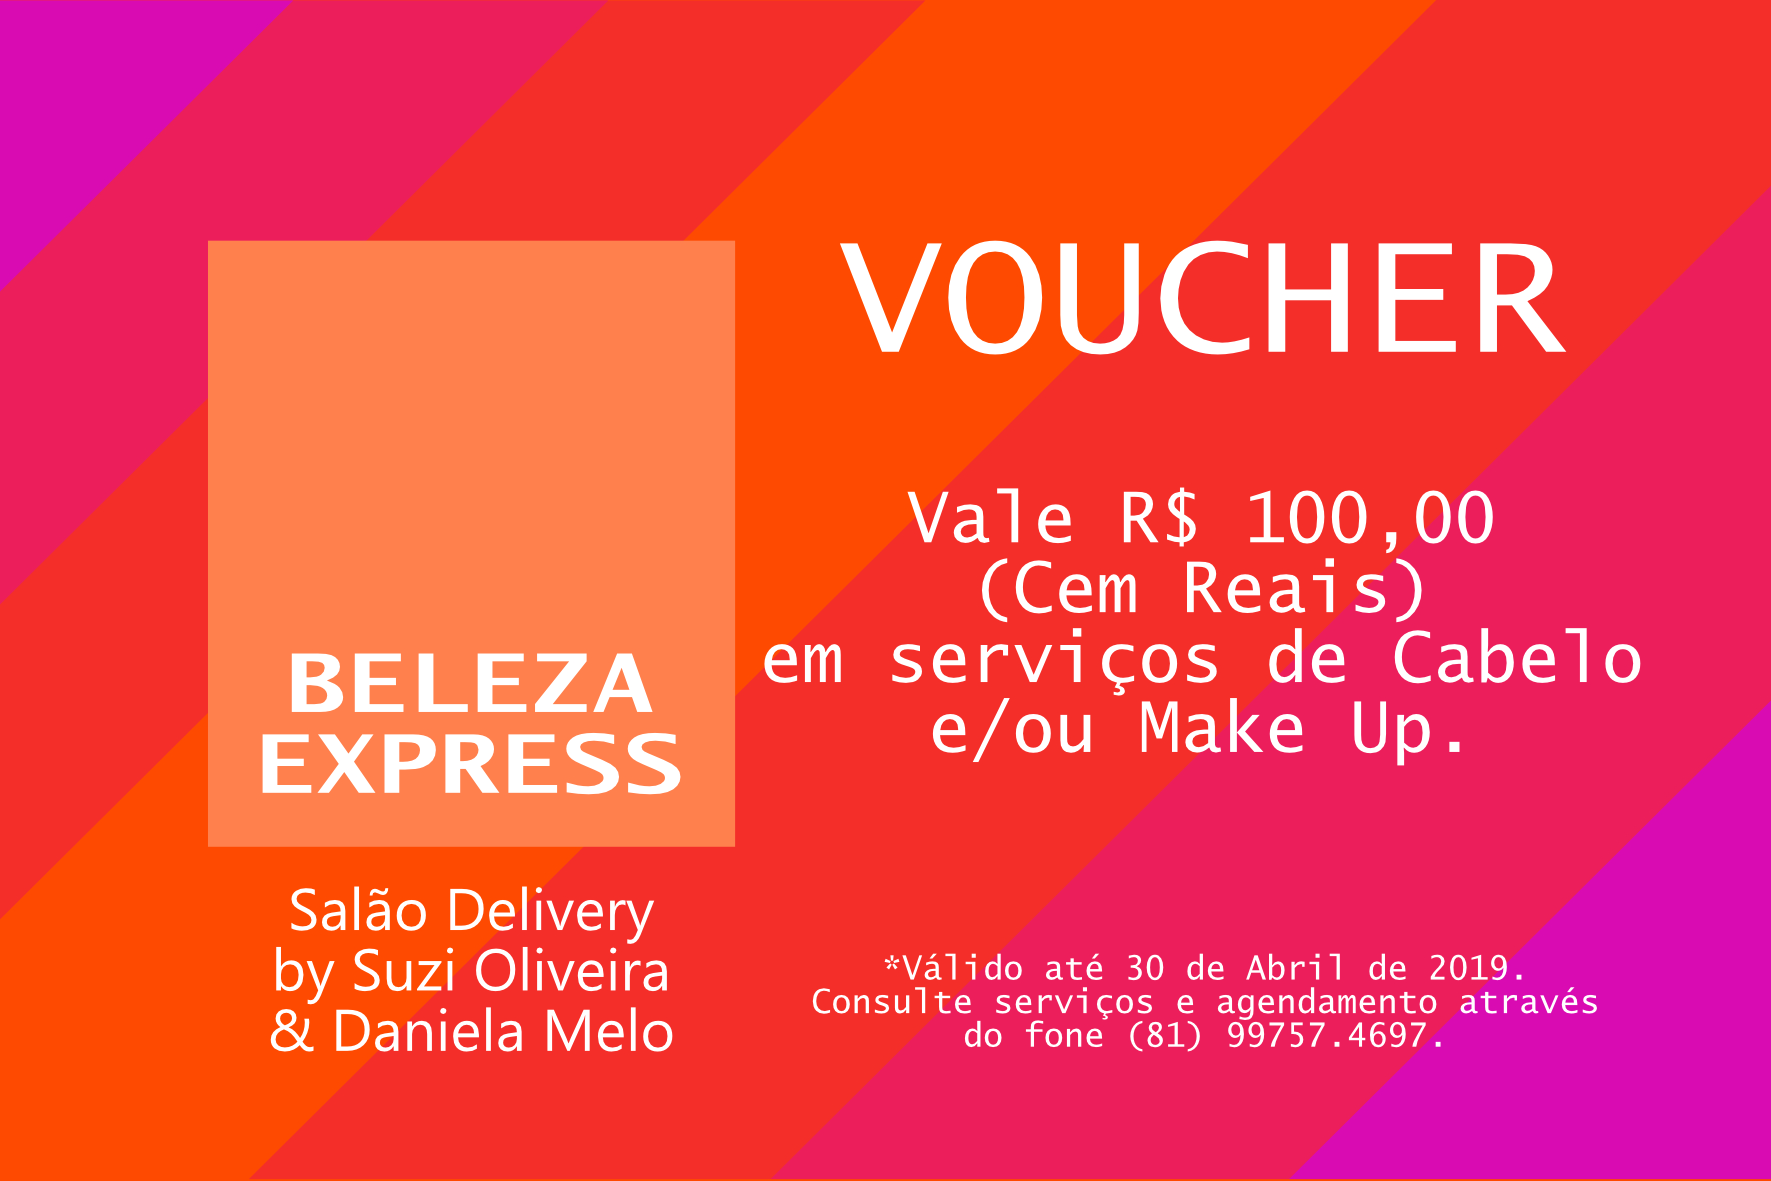 BELEZA
EXPRESS
Salão Delivery
by Suzi Oliveira
& Daniela Melo
VOUCHER
Vale R$ 100,00
(Cem Reais)
em serviços de Cabelo
e/ou Make Up.
*Válido até 30 de Abril de 2019.
Consulte serviços e agendamento através
do fone (81) 99757.4697.